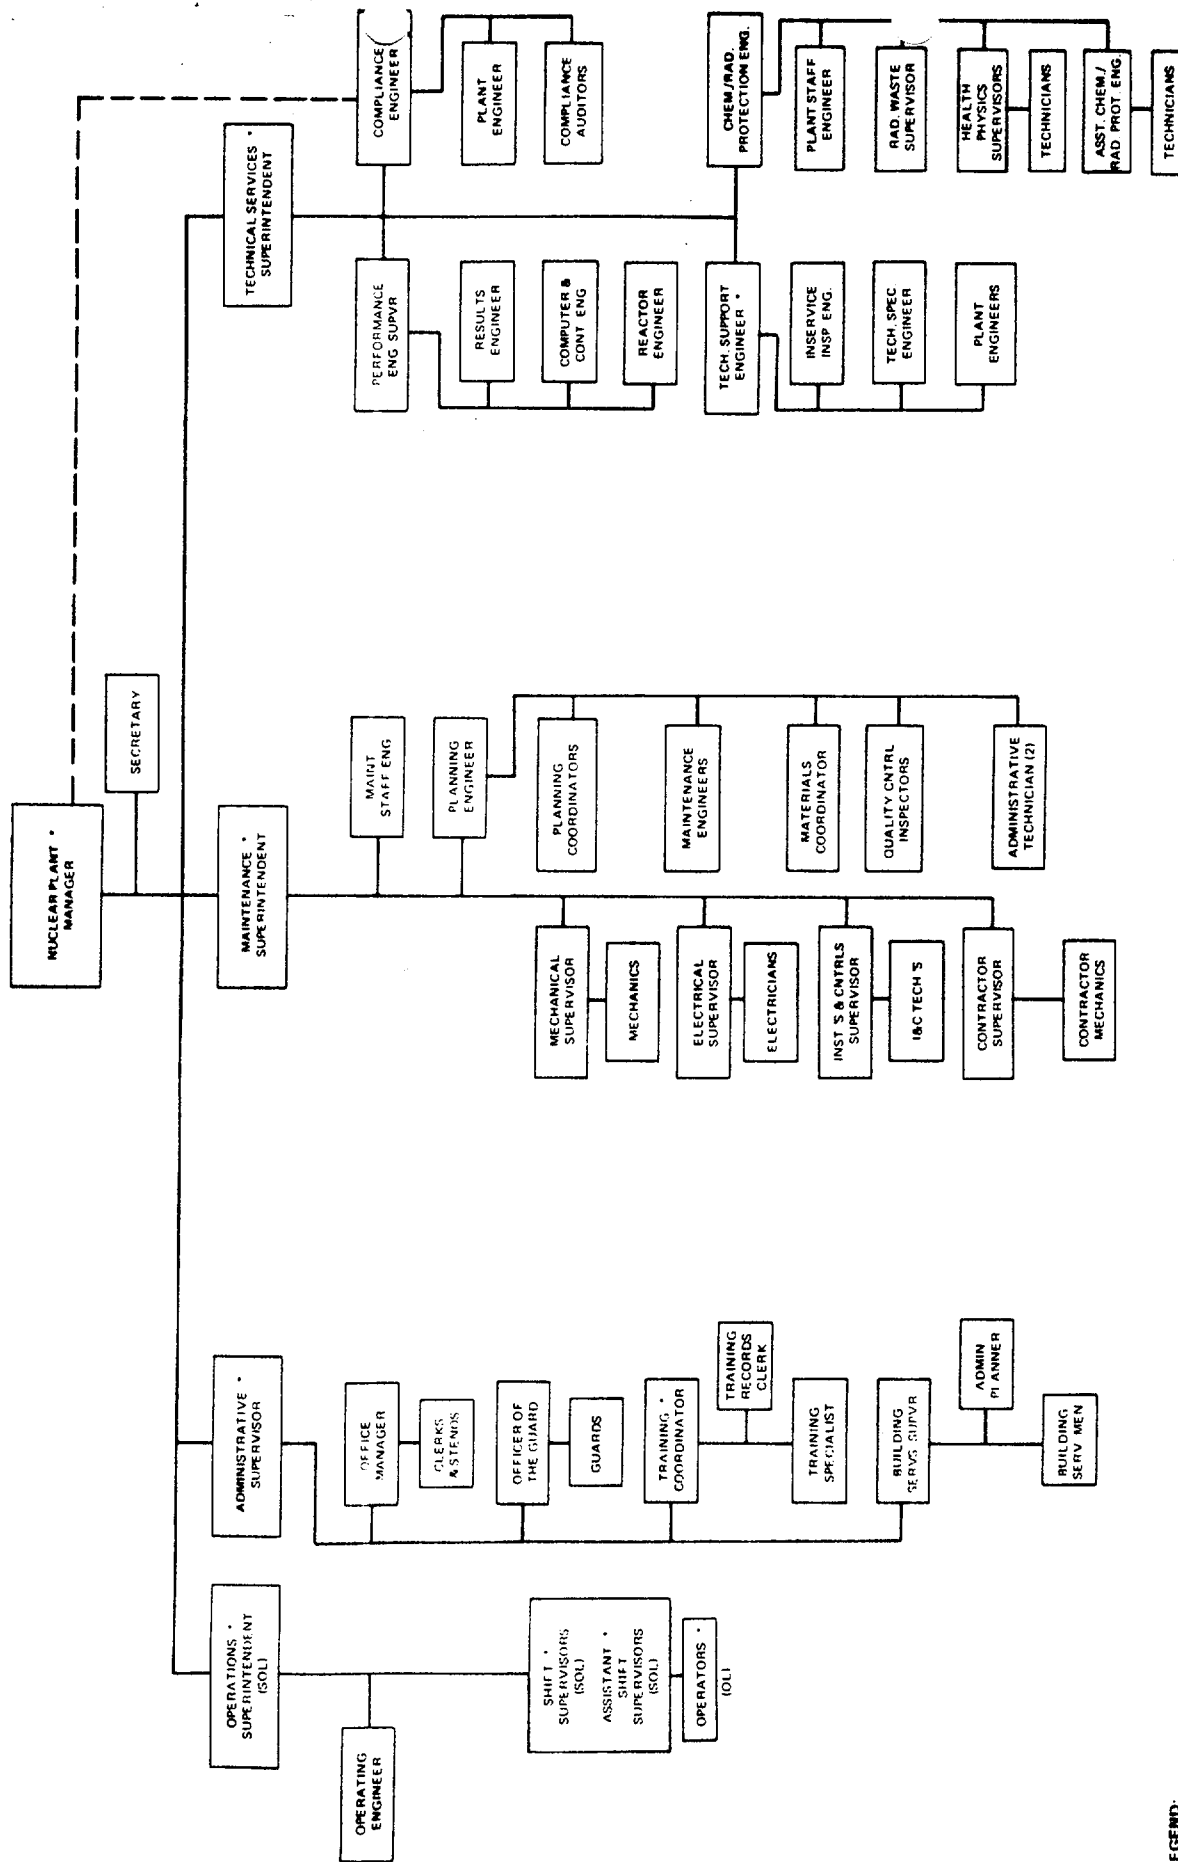 NUCLEAR PLANT *
MANAGER
SECRETARY
OPERATIONS *
SUPERINTENDENT
(SOL)
OPERATING
ENGINEER
SHIFT *
SUPERVISORS
(SOL)
ASSISTANT *
SHIFT
SUPERVISORS
(SOL)
OPERATORS *
(OL)
ADMINISTRATIVE *
SUPERVISOR
OFFICE
MANAGER
CLERKS
& STENOS
OFFICER OF
THE GUARD
GUARDS
TRAINING *
COORDINATOR
TRAINING
RECORDS
CLERK
TRAINING
SPECIALIST
BUILDING
SERVS SUPVR
ADMIN
PLANNER
BUILDING
SERV MEN
MAINTENANCE *
SUPERINTENDENT
MAINT
STAFF ENG
PLANNING
ENGINEER
PLANNING
COORDINATORS
MAINTENANCE
ENGINEERS
MATERIALS
COORDINATOR
QUALITY CNTRL
INSPECTORS
ADMINISTRATIVE
TECHNICIAN (2)
MECHANICAL
SUPERVISOR
MECHANICS
ELECTRICAL
SUPERVISOR
ELECTRICIANS
INST'S & CNTRLS
SUPERVISOR
I&C TECH'S
CONTRACTOR
SUPERVISOR
CONTRACTOR
MECHANICS
TECHNICAL SERVICES *
SUPERINTENDENT
PERFORMANCE
ENG SUPVR
RESULTS
ENGINEER
COMPUTER &
CONT ENG
REACTOR
ENGINEER
COMPLIANCE
ENGINEER
PLANT
ENGINEER
COMPLIANCE
AUDITORS
TECH. SUPPORT
ENGINEER *
INSERVICE
INSP ENG.
TECH. SPEC
ENGINEER
PLANT
ENGINEERS
CHEM./RAD.
PROTECTION ENG.
PLANT STAFF
ENGINEER
RAD. WASTE
SUPERVISOR
HEALTH
PHYSICS
SUPERVISORS
TECHNICIANS
ASST. CHEM./
RAD. PROT. ENG.
TECHNICIANS
EGEND: